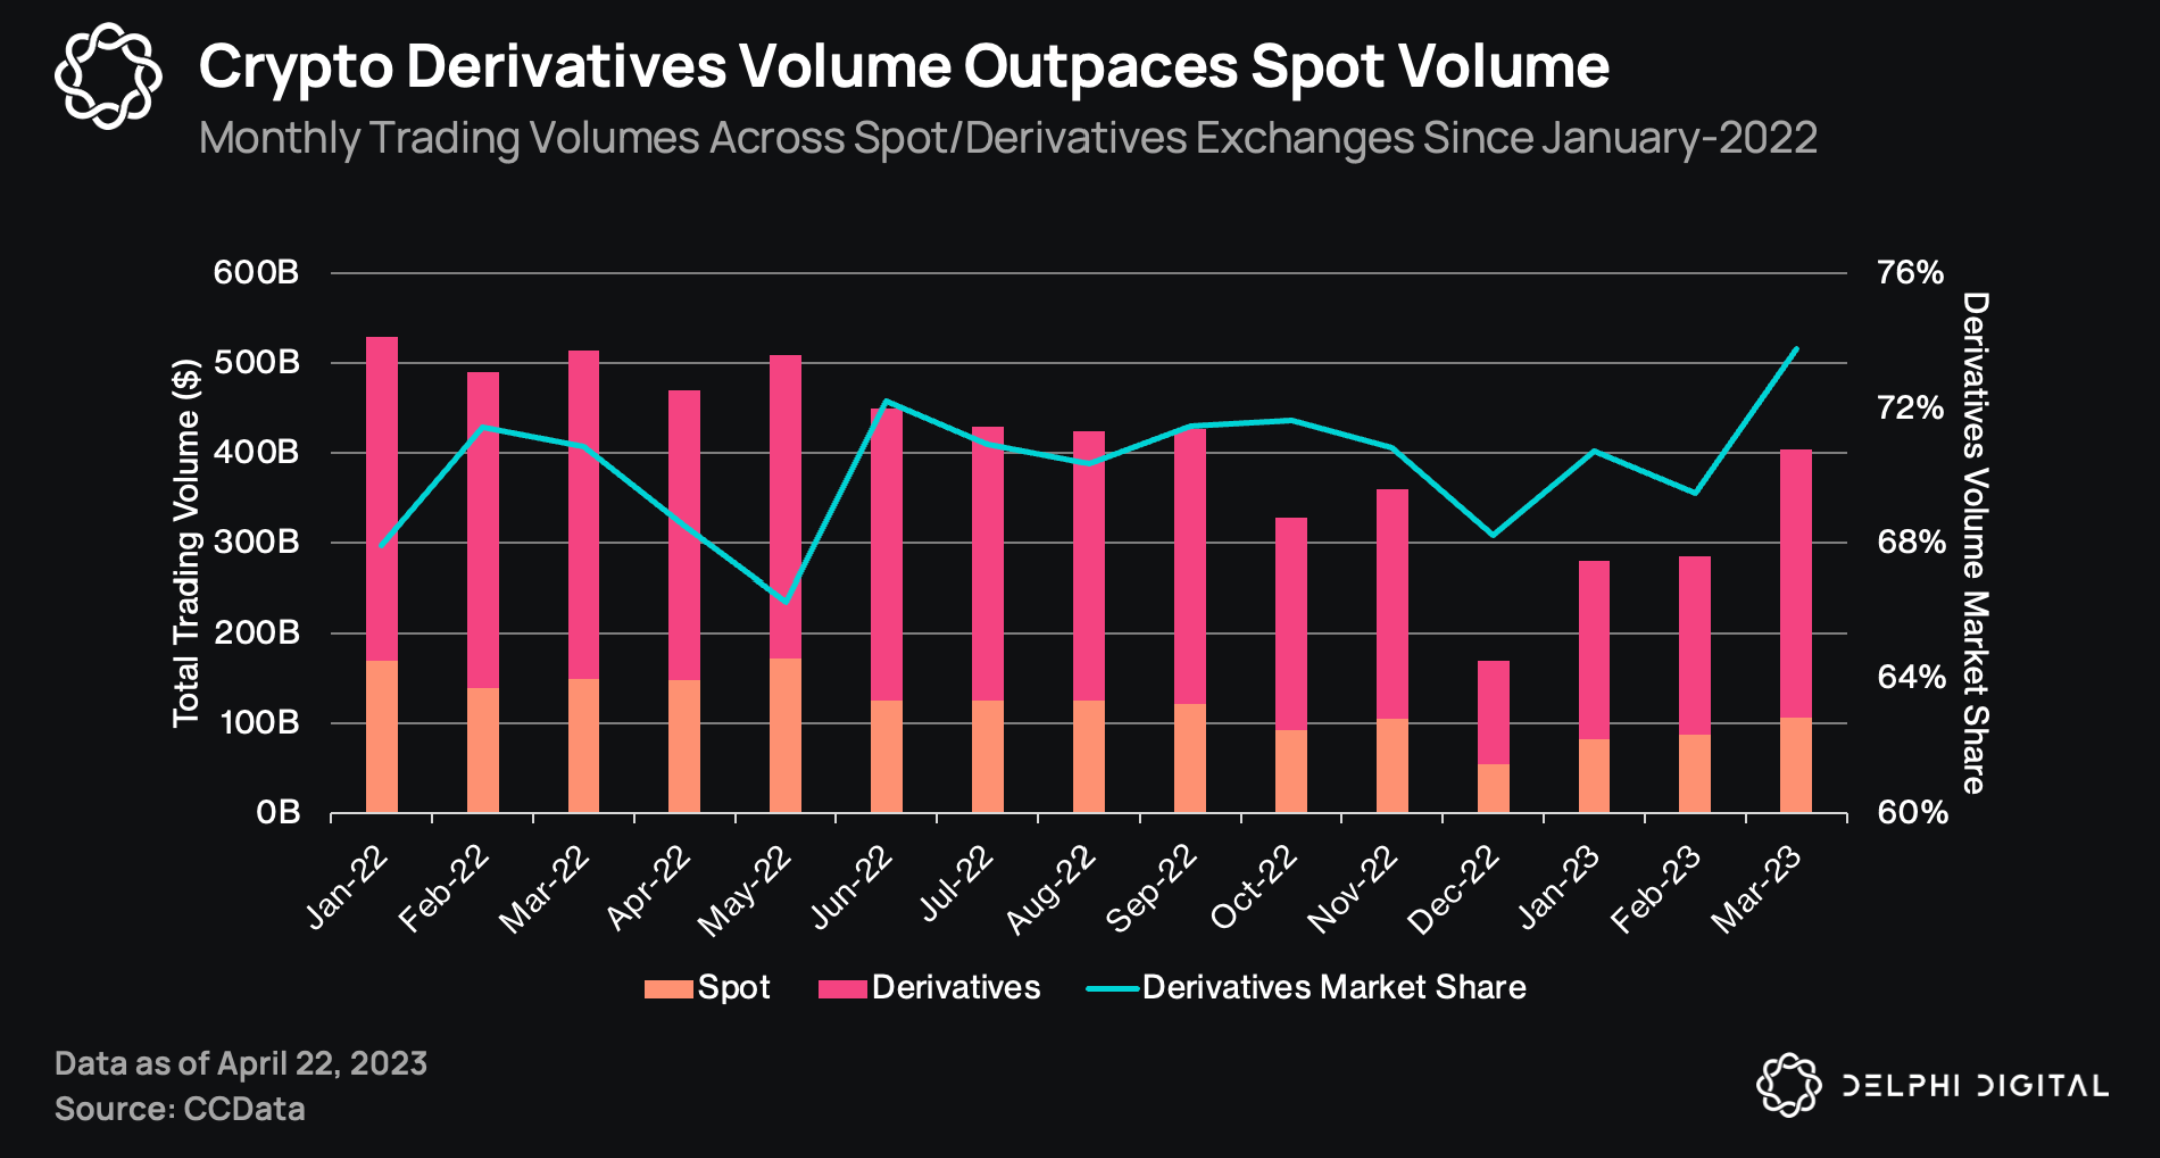 Crypto Derivatives Volume Outpaces Spot Volume
Monthly Trading Volumes Across Spot/Derivatives Exchanges Since January-2022
Total Trading Volume ($)
600B
500B
400B
300B
200B
100B
0B
76%
72%
68%
64%
60%
Derivatives Volume Market Share
Jan-22
Feb-22
Mar-22
Apr-22
May-22
Jun-22
Jul-22
Aug-22
Sep-22
Oct-22
Nov-22
Dec-22
Jan-23
Feb-23
Mar-23
Spot
Derivatives
Derivatives Market Share
Data as of April 22, 2023
Source: CCData
DELPHI DIGITAL